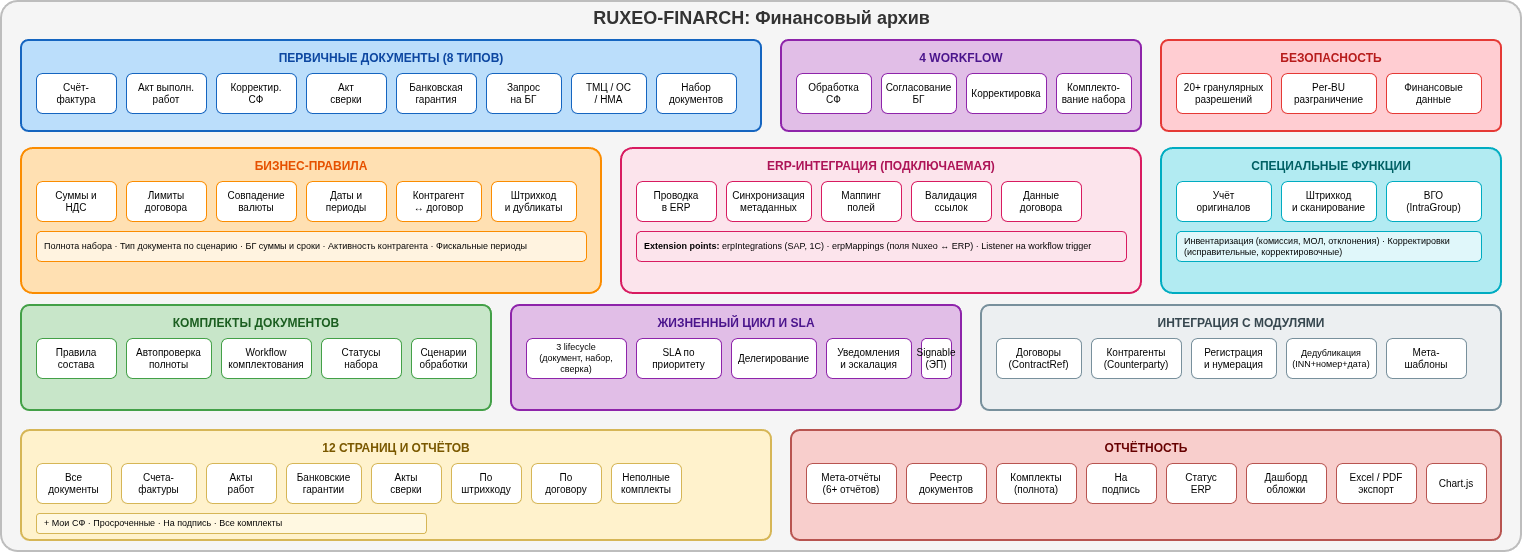 RUXEO-FINARCH: Финансовый архив
ПЕРВИЧНЫЕ ДОКУМЕНТЫ (8 ТИПОВ)
Счёт-
фактура
Акт выполн.
работ
Корректир.
СФ
Акт
сверки
Банковская
гарантия
Запрос
на БГ
ТМЦ / ОС
/ НМА
Набор
документов
4 WORKFLOW
Обработка
СФ
Согласование
БГ
Корректировка
Комплекто-
вание набора
БЕЗОПАСНОСТЬ
20+ гранулярных
разрешений
Per-BU
разграничение
Финансовые
данные
БИЗНЕС-ПРАВИЛА
Суммы и
НДС
Лимиты
договора
Совпадение
валюты
Даты и
периоды
Контрагент
↔ договор
Штрихкод
и дубликаты
Полнота набора · Тип документа по сценарию · БГ суммы и сроки · Активность контрагента · Фискальные периоды
ERP-ИНТЕГРАЦИЯ (ПОДКЛЮЧАЕМАЯ)
Проводка
в ERP
Синхронизация
метаданных
Маппинг
полей
Валидация
ссылок
Данные
договора
Extension points: erpIntegrations (SAP, 1C) · erpMappings (поля Nuxeo ↔ ERP) · Listener на workflow trigger
СПЕЦИАЛЬНЫЕ ФУНКЦИИ
Учёт
оригиналов
Штрихкод
и сканирование
ВГО
(IntraGroup)
Инвентаризация (комиссия, МОЛ, отклонения) · Корректировки
(исправительные, корректировочные)
КОМПЛЕКТЫ ДОКУМЕНТОВ
Правила
состава
Автопроверка
полноты
Workflow
комплектования
Статусы
набора
Сценарии
обработки
ЖИЗНЕННЫЙ ЦИКЛ И SLA
3 lifecycle
(документ, набор,
сверка)
SLA по
приоритету
Делегирование
Уведомления
и эскалация
Signable
(ЭП)
ИНТЕГРАЦИЯ С МОДУЛЯМИ
Договоры
(ContractRef)
Контрагенты
(Counterparty)
Регистрация
и нумерация
Дедубликация
(INN+номер+дата)
Мета-
шаблоны
12 СТРАНИЦ И ОТЧЁТОВ
Все
документы
Счета-
фактуры
Акты
работ
Банковские
гарантии
Акты
сверки
По
штрихкоду
По
договору
Неполные
комплекты
+ Мои СФ · Просроченные · На подпись · Все комплекты
ОТЧЁТНОСТЬ
Мета-отчёты
(6+ отчётов)
Реестр
документов
Комплекты
(полнота)
На
подпись
Статус
ERP
Дашборд
обложки
Excel / PDF
экспорт
Chart.js